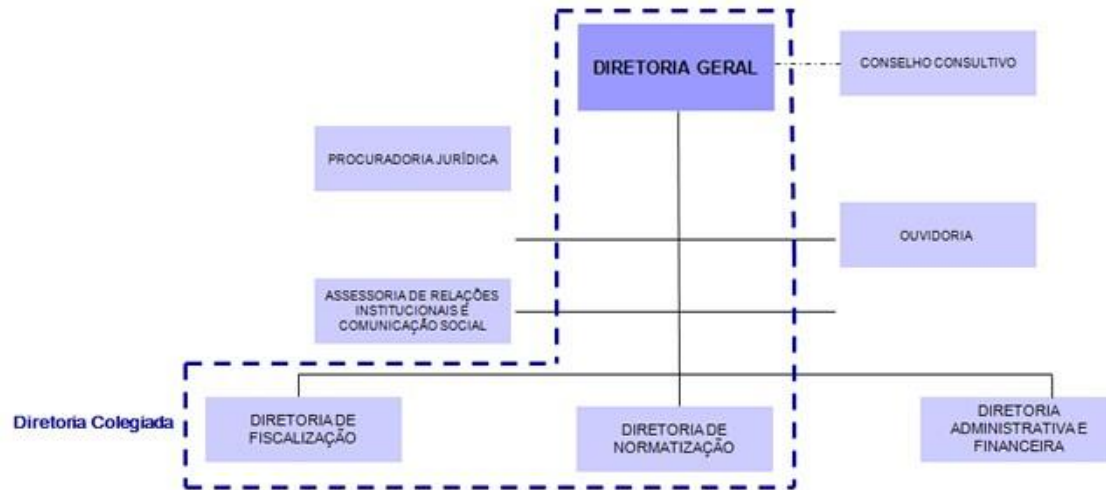 DIRETORIA GERAL
CONSELHO CONSULTIVO
PROCURADORIA JURÍDICA
OUVIDORIA
ASSESSORIA DE RELAÇÕES
INSTITUCIONAIS E
COMUNICAÇÃO SOCIAL
Diretoria Colegiada
DIRETORIA DE
FISCALIZAÇÃO
DIRETORIA DE
NORMATIZAÇÃO
DIRETORIA
ADMINISTRATIVA E
FINANCEIRA